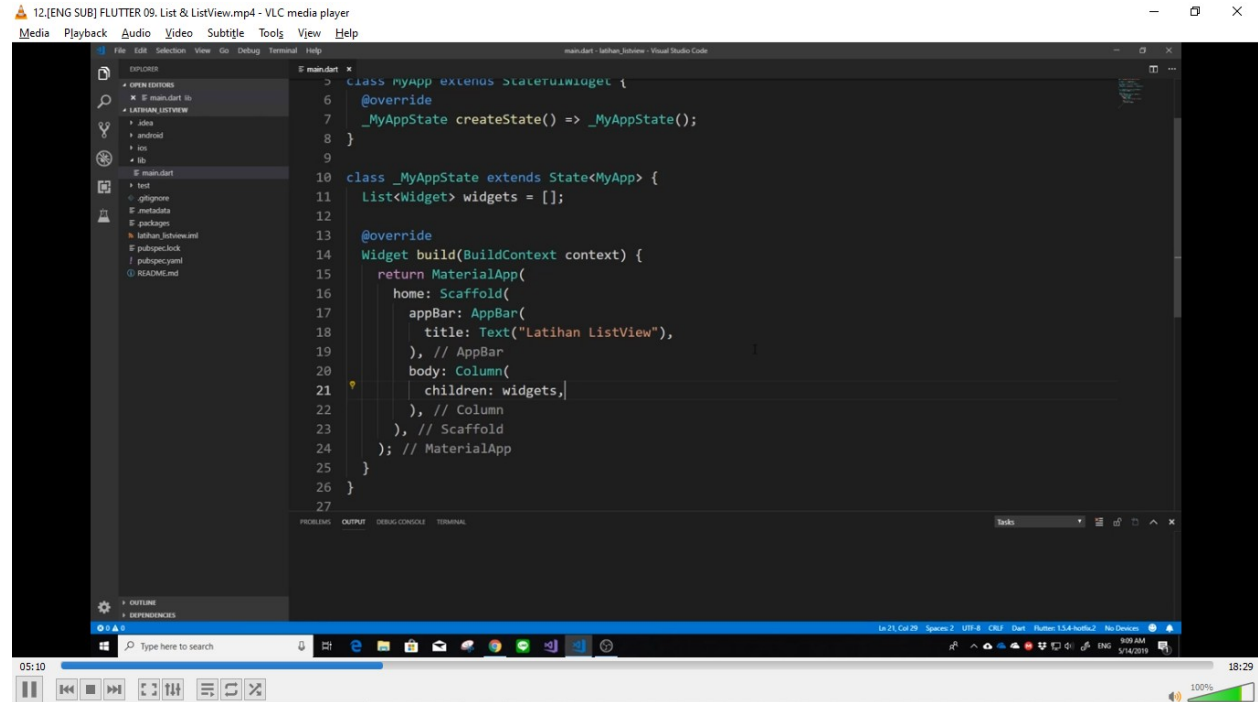 12.[ENG SUB] FLUTTER 09. List & ListView.mp4 - VLC media player
Media Playback Audio Video Subtitle Tools View Help
File Edit Selection View Go Debug Terminal Help
main.dart - latihan_listview - Visual Studio Code
EXPLORER
OPEN EDITORS
main.dart lib
LATIHAN_LISTVIEW
.idea
android
ios
lib
main.dart
test
.gitignore
.metadata
.packages
latihan_listview.iml
pubspec.lock
pubspec.yaml
README.md
OUTLINE
DEPENDENCIES
main.dart
5 class MyApp extends StatefulWidget {
6 @override
7 _MyAppState createState() => _MyAppState();
8 }
9
10 class _MyAppState extends State<MyApp> {
11 List<Widget> widgets = [];
12
13 @override
14 Widget build(BuildContext context) {
15 return MaterialApp(
16 home: Scaffold(
17 appBar: AppBar(
18 title: Text("Latihan ListView"),
19 ), // AppBar
20 body: Column(
21 children: widgets,
22 ), // Column
23 ), // Scaffold
24 ); // MaterialApp
25 }
26 }
27
PROBLEMS OUTPUT DEBUG CONSOLE TERMINAL
Tasks
0 0
Ln 21, Col 29 Spaces: 2 UTF-8 CRLF Dart Flutter: 1.5.4-hotfix.2 No Devices
Type here to search
ENG
9:09 AM
5/14/2019
05:10
18:29
100%